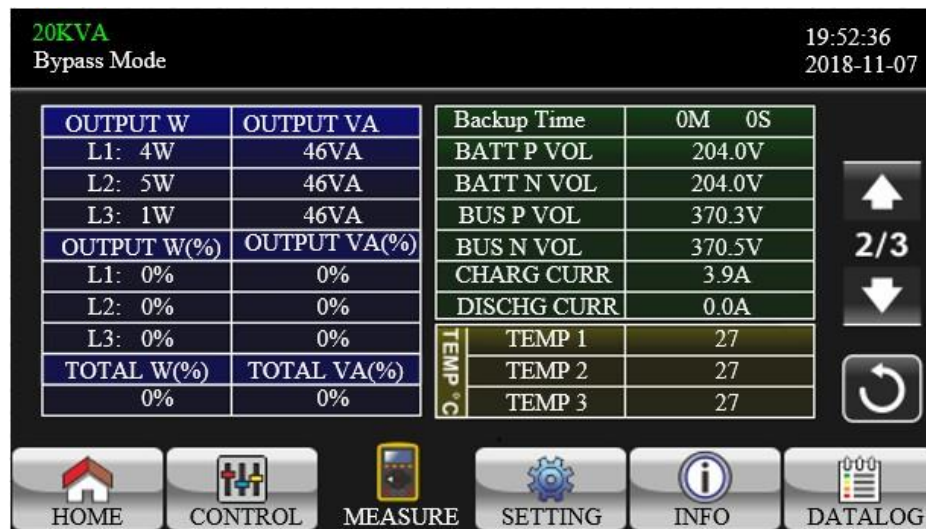 20KVA
Bypass Mode
19:52:36
2018-11-07
OUTPUT W OUTPUT VA
L1: 4W 46VA
L2: 5W 46VA
L3: 1W 46VA
OUTPUT W(%) OUTPUT VA(%)
L1: 0% 0%
L2: 0% 0%
L3: 0% 0%
TOTAL W(%) TOTAL VA(%)
0% 0%
Backup Time 0M 0S
BATT P VOL 204.0V
BATT N VOL 204.0V
BUS P VOL 370.3V
BUS N VOL 370.5V
CHARG CURR 3.9A
DISCHG CURR 0.0A
TEMP °C
TEMP 1 27
TEMP 2 27
TEMP 3 27
2/3
HOME CONTROL MEASURE SETTING INFO DATALOG